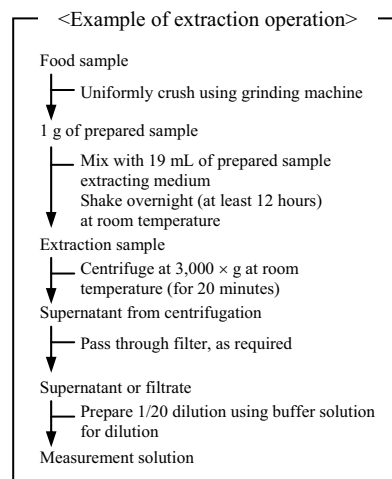 <Example of extraction operation>
Food sample
Uniformly crush using grinding machine
1 g of prepared sample
Mix with 19 mL of prepared sample
extracting medium
Shake overnight (at least 12 hours)
at room temperature
Extraction sample
Centrifuge at 3,000 × g at room
temperature (for 20 minutes)
Supernatant from centrifugation
Pass through filter, as required
Supernatant or filtrate
Prepare 1/20 dilution using buffer solution
for dilution
Measurement solution